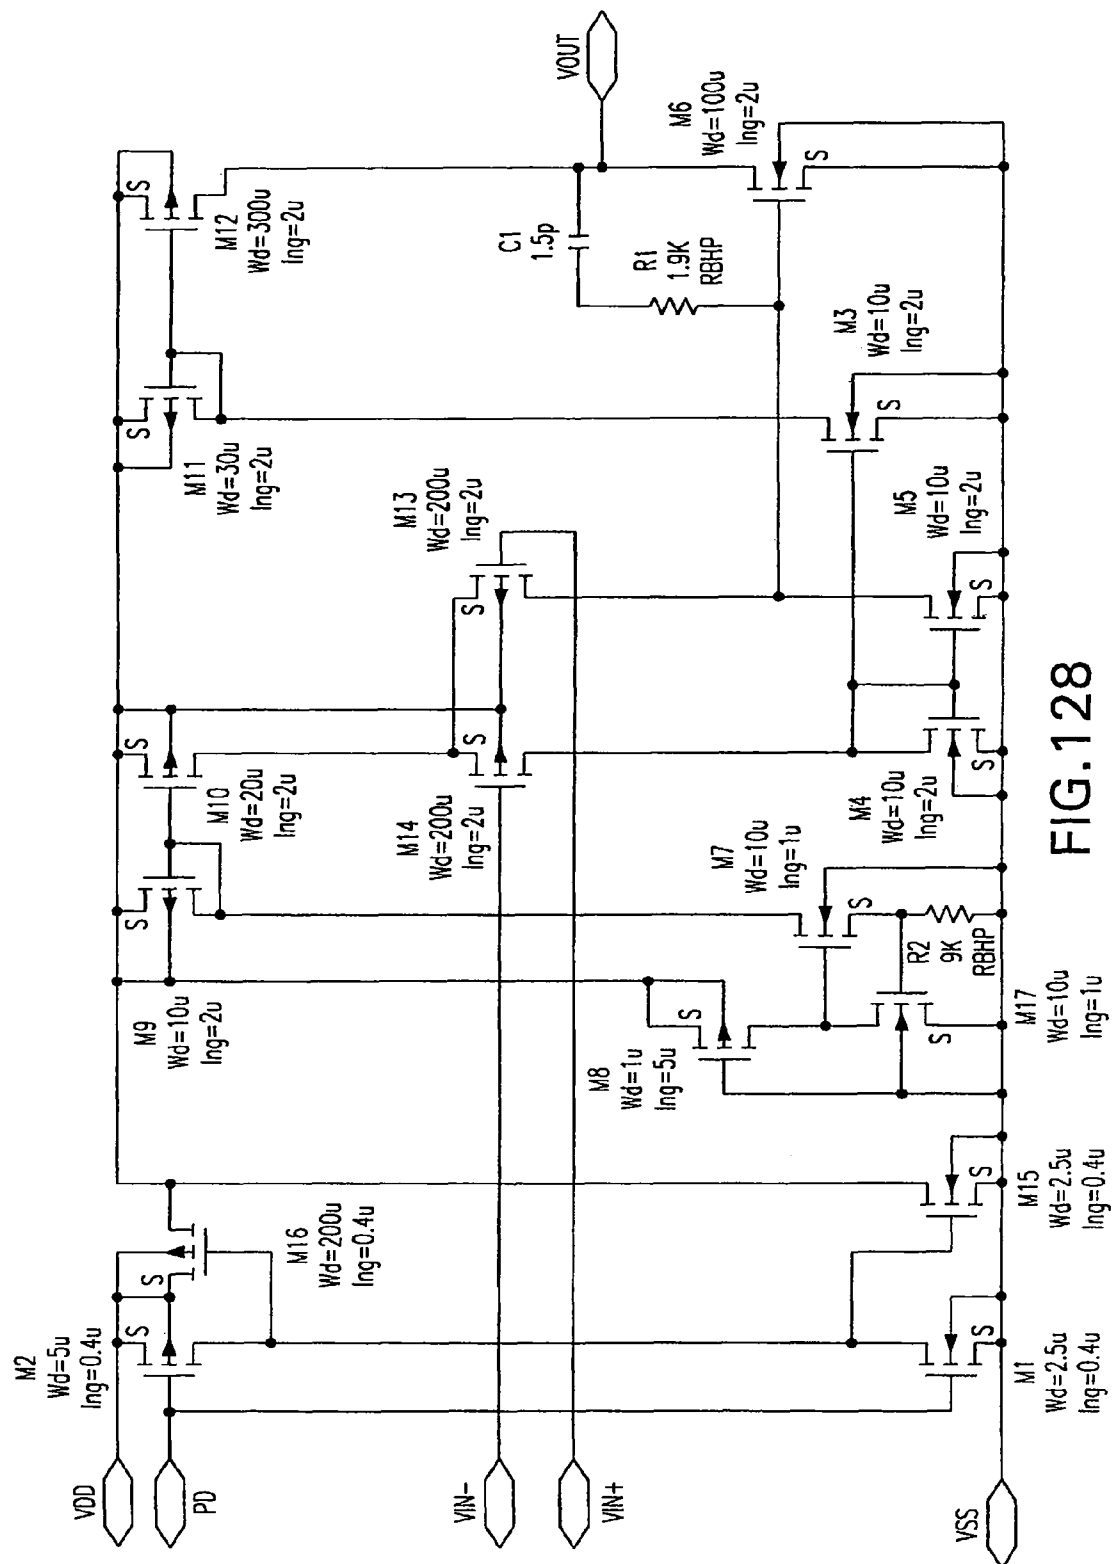 VDD
PD
VIN-
VIN+
VSS
VOUT
M2
Wd=5u
lng=0.4u
S
S
M16
Wd=200u
lng=0.4u
M1
Wd=2.5u
lng=0.4u
S
M15
Wd=2.5u
lng=0.4u
S
M9
Wd=10u
lng=2u
S
M10
Wd=20u
lng=2u
S
M8
Wd=1u
lng=5u
S
M17
Wd=10u
lng=1u
S
M7
Wd=10u
lng=1u
S
R2
9K
RBHP
M14
Wd=200u
lng=2u
S
M13
Wd=200u
lng=2u
S
M4
Wd=10u
lng=2u
S
M5
Wd=10u
lng=2u
S
M11
Wd=30u
lng=2u
S
M12
Wd=300u
lng=2u
S
M3
Wd=10u
lng=2u
S
C1
1.5p
R1
1.9K
RBHP
M6
Wd=100u
lng=2u
S
FIG.128